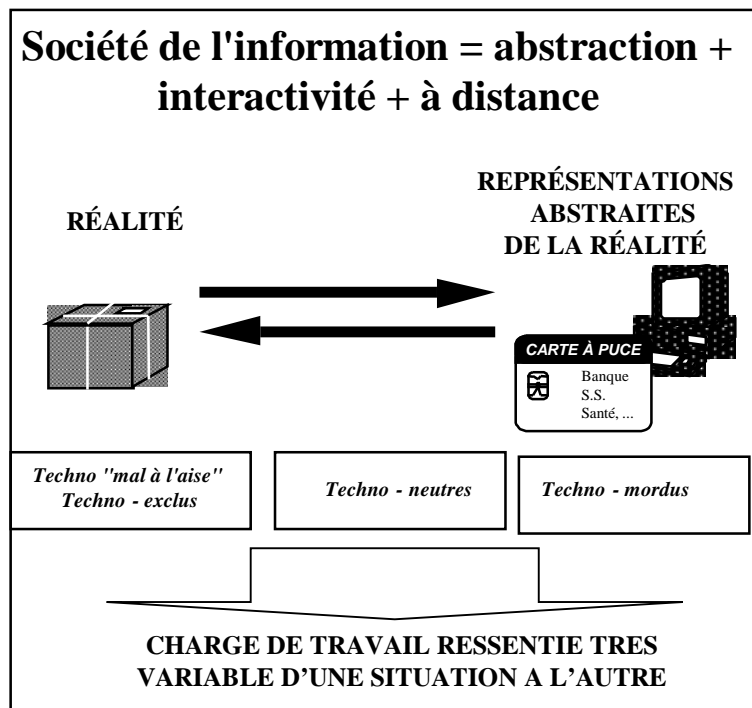 Société de l'information = abstraction +
interactivité + à distance
RÉALITÉ
REPRÉSENTATIONS
ABSTRAITES
DE LA RÉALITÉ
CARTE À PUCE
Banque
S.S.
Santé, ...
Techno "mal à l'aise"
Techno - exclus
Techno - neutres
Techno - mordus
CHARGE DE TRAVAIL RESSENTIE TRES
VARIABLE D'UNE SITUATION A L'AUTRE